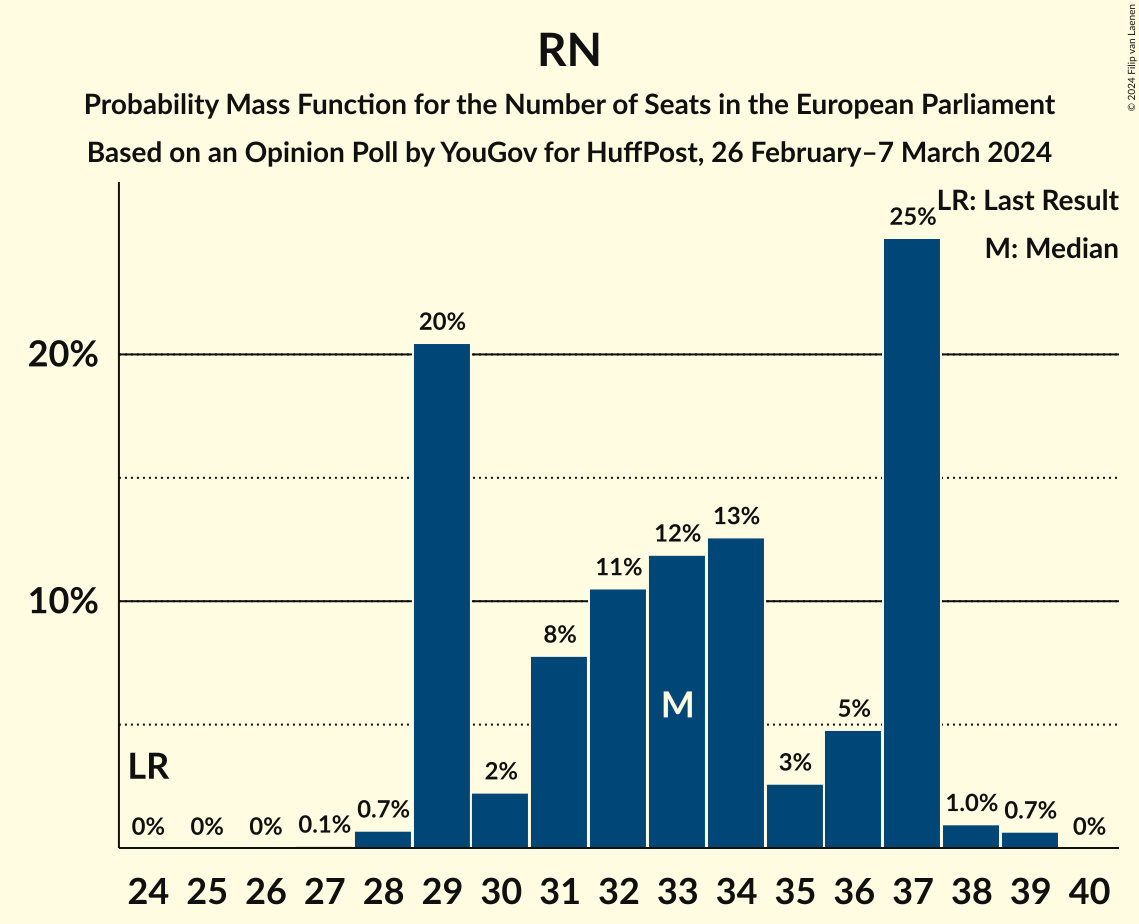 RN
Probability Mass Function for the Number of Seats in the European Parliament
Based on an Opinion Poll by YouGov for HuffPost, 26 February–7 March 2024
© 2024 Filip van Laenen
LR: Last Result
M: Median
20%
10%
LR
M
0% 0% 0% 0.1% 0.7% 20% 2% 8% 11% 12% 13% 3% 5% 25% 1.0% 0.7% 0%
24 25 26 27 28 29 30 31 32 33 34 35 36 37 38 39 40